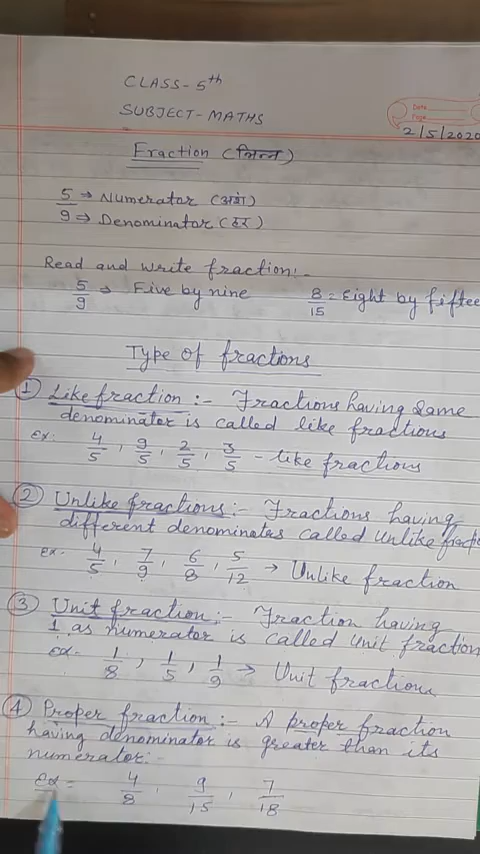 CLASS-5th
SUBJECT-MATHS
Date
Page
2/5/2020
Fraction (भिन्न)
5/9 ⇒ Numerator (अंश)
⇒ Denominator (हर)
Read and write fraction:-
5/9 ⇒ Five by nine 8/15 = Eight by fiftee
Type of fractions
① Like fraction :- Fractions having same
denominator is called like fractions
Ex: 4/5, 9/5, 2/5, 3/5 - like fractions
② Unlike fractions:- Fractions having
different denominates called unlike fractio
Ex. 4/5, 7/9, 6/8, 5/12 → Unlike fraction
③ Unit fraction:- Fraction having
1 as numerator is called unit fraction
Ex. 1/8, 1/5, 1/9 → Unit fractions
④ Proper fraction :- A proper fraction
having denominator is greater than its
numerator:-
Ex= 4/8, 9/15, 7/18